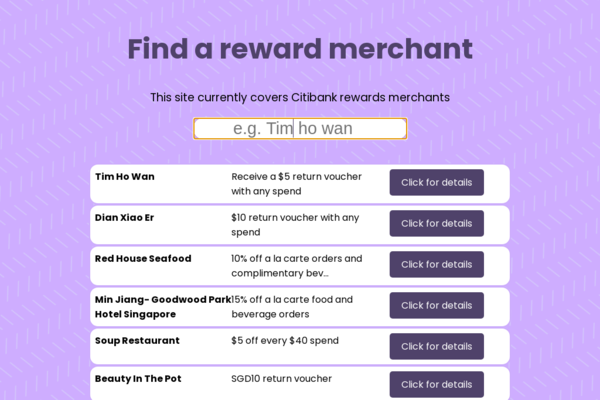 Find a reward merchant
This site currently covers Citibank rewards merchants
e.g. Tim ho wan
Tim Ho Wan
Receive a $5 return voucher
with any spend
Click for details
Dian Xiao Er
$10 return voucher with any
spend
Click for details
Red House Seafood
10% off a la carte orders and
complimentary bev...
Click for details
Min Jiang- Goodwood Park
Hotel Singapore
15% off a la carte food and
beverage orders
Click for details
Soup Restaurant
$5 off every $40 spend
Click for details
Beauty In The Pot
SGD10 return voucher
Click for details